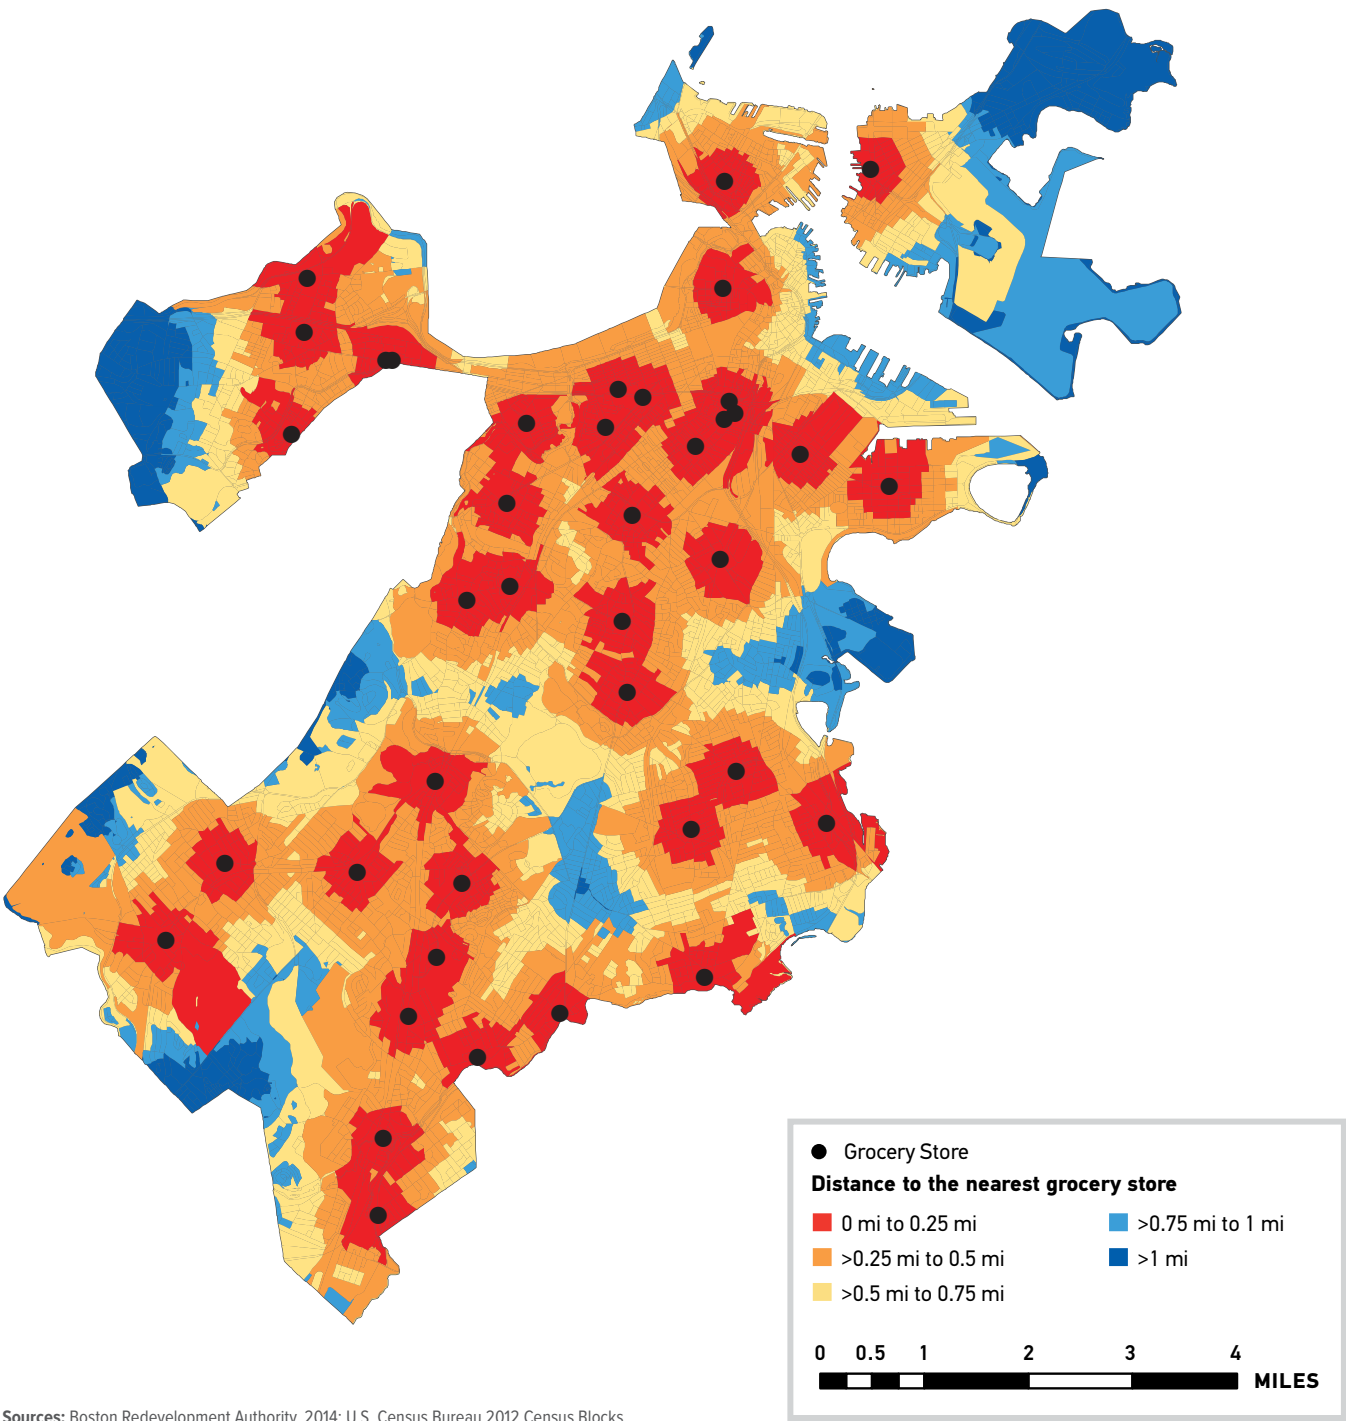 Grocery Store
Distance to the nearest grocery store
0 mi to 0.25 mi
>0.25 mi to 0.5 mi
>0.5 mi to 0.75 mi
>0.75 mi to 1 mi
>1 mi
0 0.5 1 2 3 4
MILES
Sources: Boston Redevelopment Authority, 2014; U.S. Census Bureau 2012 Census Blocks